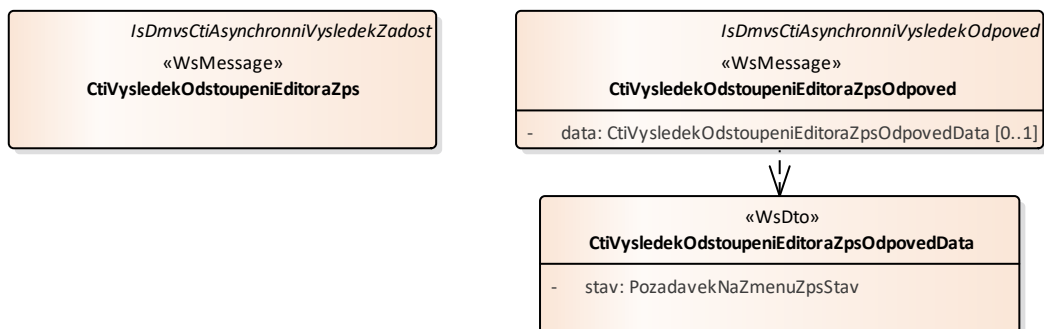 IsDmvsCtiAsynchronniVysledekZadost
«WsMessage»
CtiVysledekOdstoupeniEditoraZps
IsDmvsCtiAsynchronniVysledekOdpoved
«WsMessage»
CtiVysledekOdstoupeniEditoraZpsOdpoved
- data: CtiVysledekOdstoupeniEditoraZpsOdpovedData [0..1]
«WsDto»
CtiVysledekOdstoupeniEditoraZpsOdpovedData
- stav: PozadavekNaZmenuZpsStav